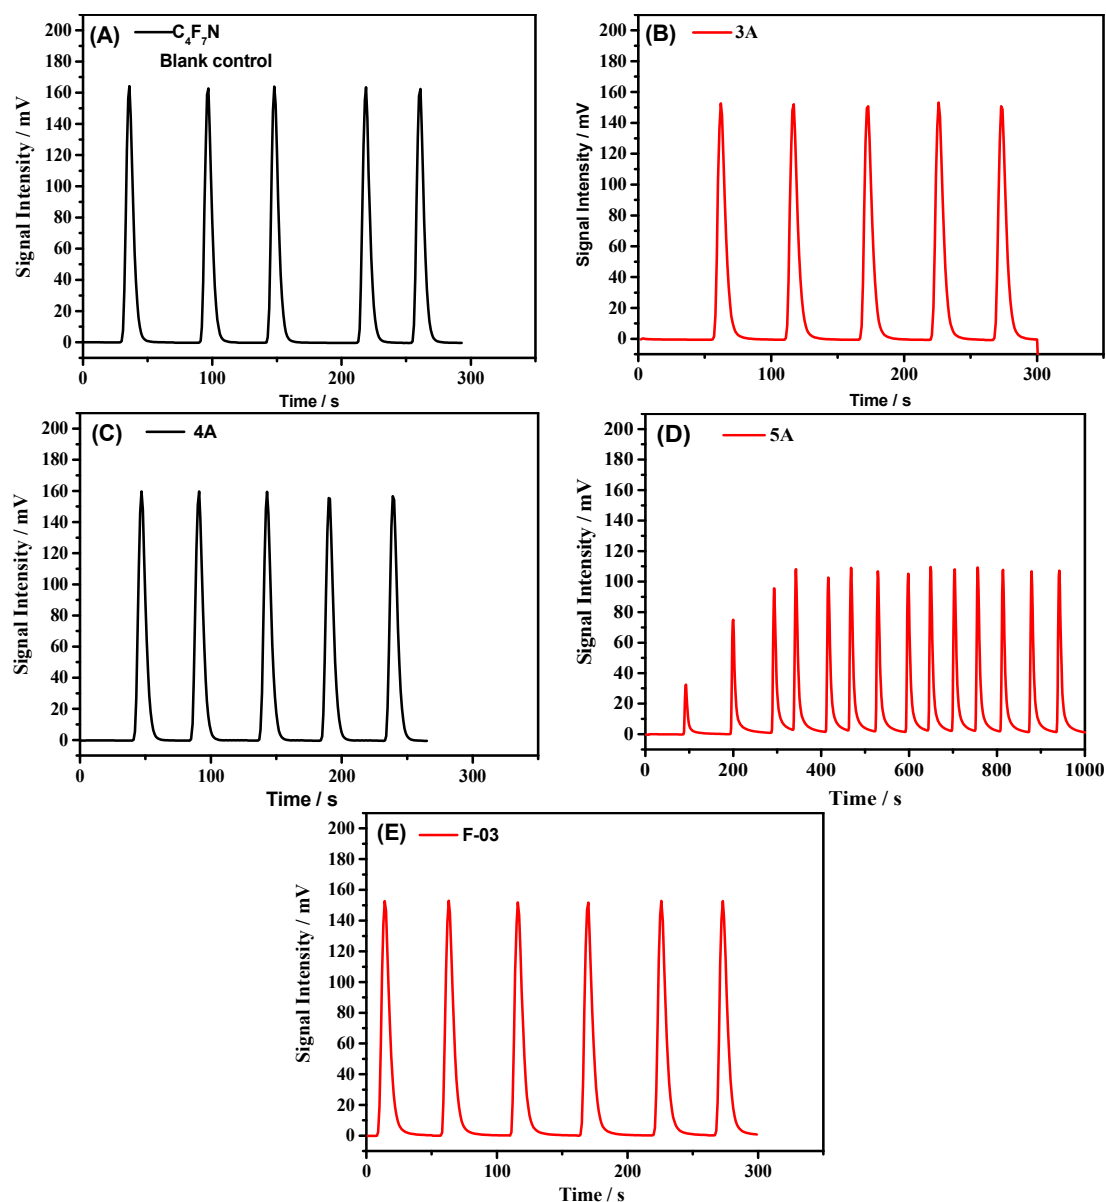 (A)
C₄F₇N
Blank control
Signal Intensity / mV
200
180
160
140
120
100
80
60
40
20
0
0 100 200 300
Time / s
(B)
3A
Signal Intensity / mV
200
180
160
140
120
100
80
60
40
20
0
0 100 200 300
Time / s
(C)
4A
Signal Intensity / mV
200
180
160
140
120
100
80
60
40
20
0
0 100 200 300
Time / s
(D)
5A
Signal Intensity / mV
200
180
160
140
120
100
80
60
40
20
0
0 200 400 600 800 1000
Time / s
(E)
F-03
Signal Intensity / mV
200
180
160
140
120
100
80
60
40
20
0
0 100 200 300
Time / s